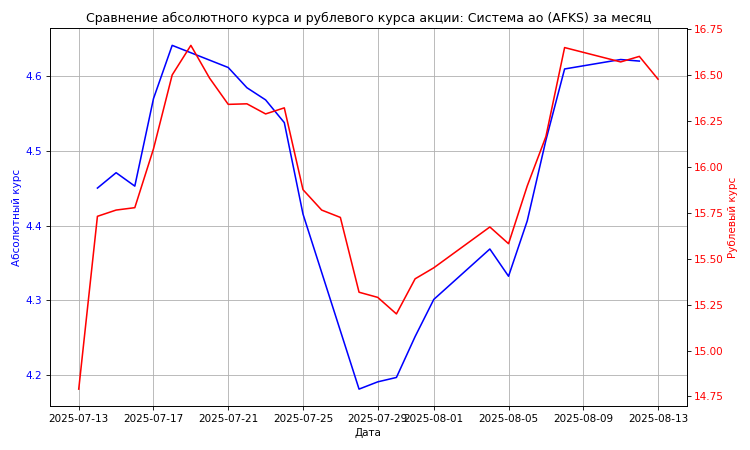 Сравнение абсолютного курса и рублевого курса акции: Система ао (AFKS) за месяц
4.6
4.5
4.4
4.3
4.2
Абсолютный курс
16.75
16.50
16.25
16.00
15.75
15.50
15.25
15.00
14.75
Рублевый курс
2025-07-13 2025-07-17 2025-07-21 2025-07-25 2025-07-29 2025-08-01 2025-08-05 2025-08-09 2025-08-13
Дата